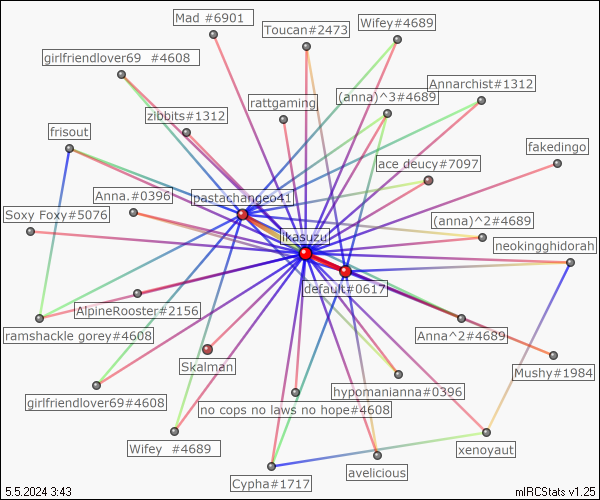 Mad #6901
Toucan#2473
Wifey#4689
girlfriendlover69 #4608
Annarchist#1312
(anna)^3#4689
rattgaming
zibbits#1312
frisout
fakedingo
ace deucy#7097
Anna.#0396
pastachangeo41
Soxy Foxy#5076
(anna)^2#4689
ikasuzu
neokingghidorah
default#0617
AlpineRooster#2156
ramshackle gorey#4608
Anna^2#4689
Skalman
Mushy#1984
hypomanianna#0396
girlfriendlover69#4608
no cops no laws no hope#4608
Wifey #4689
xenoyaut
avelicious
Cypha#1717
5.5.2024 3:43
mIRCStats v1.25